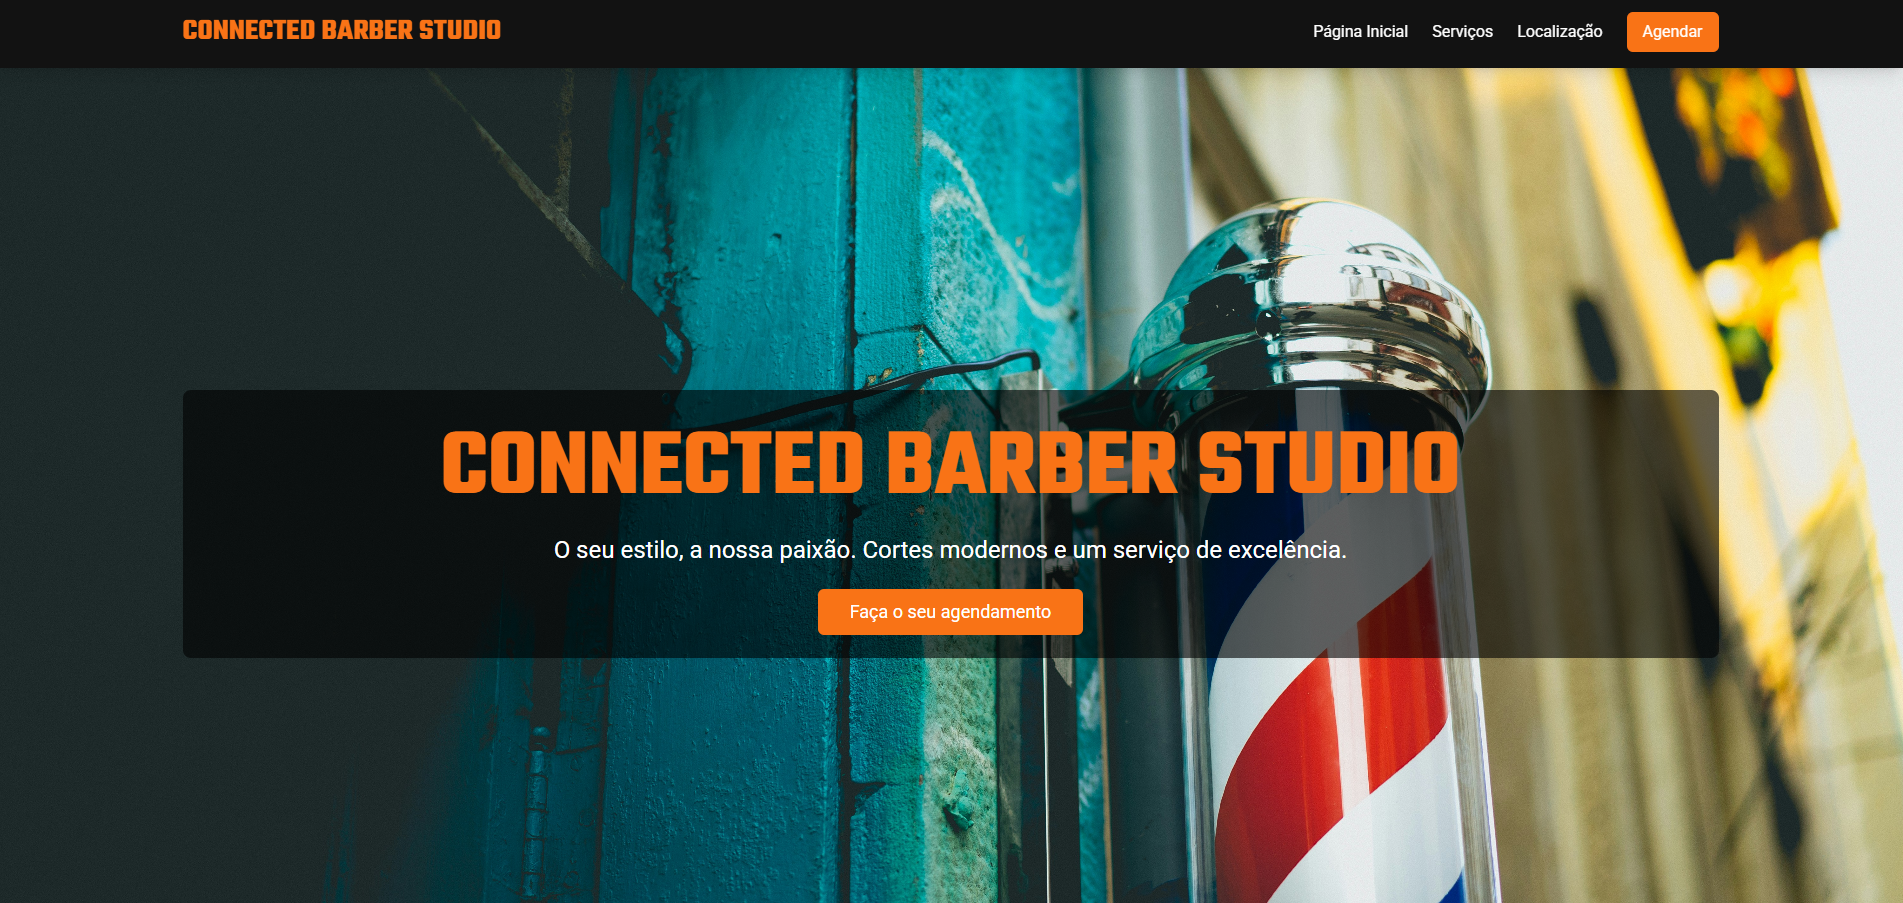 CONNECTED BARBER STUDIO
Página Inicial Serviços Localização Agendar
CONNECTED BARBER STUDIO
O seu estilo, a nossa paixão. Cortes modernos e um serviço de excelência.
Faça o seu agendamento